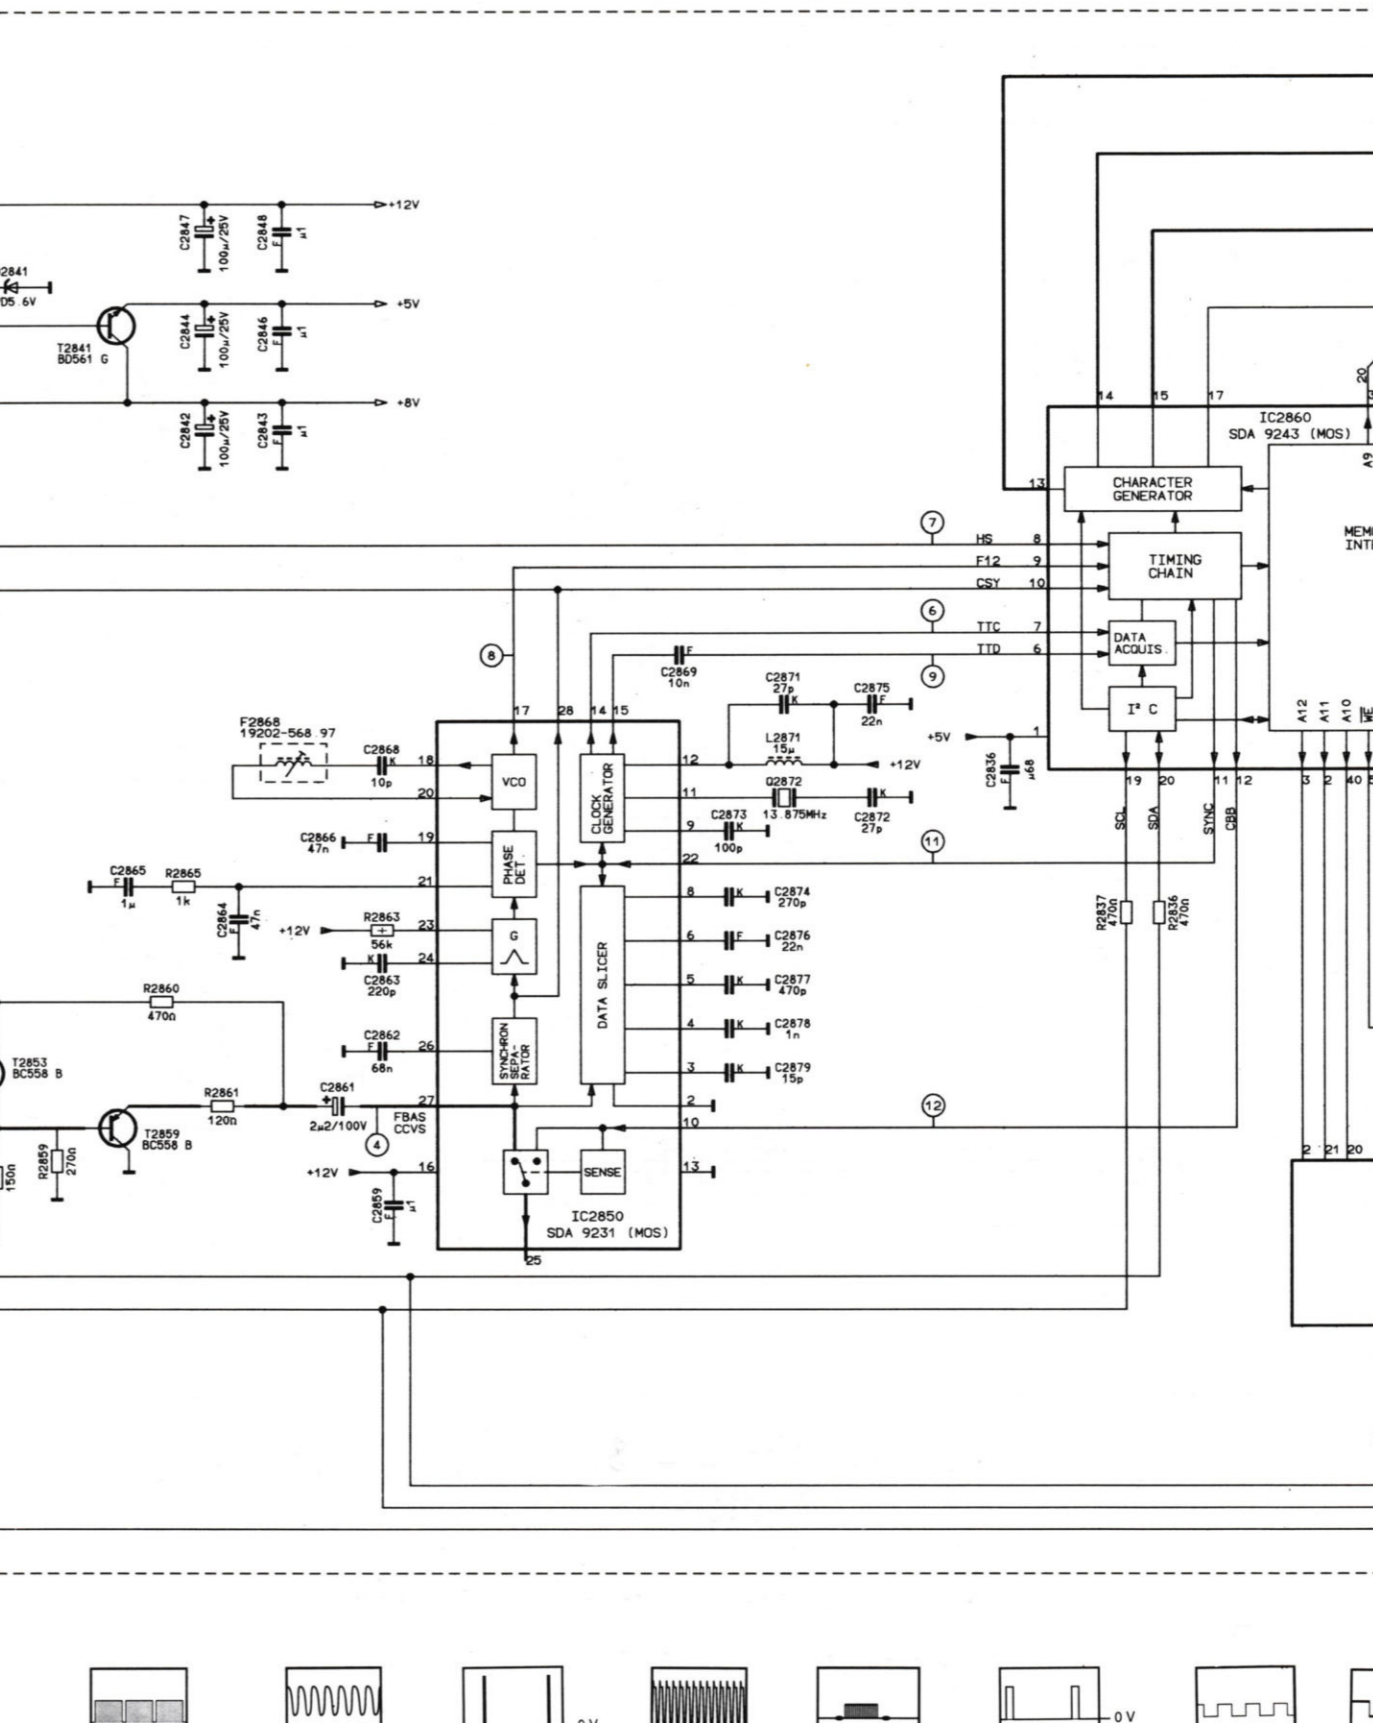 +12V
C2847
100µ/25V
C2848
F
µ1
2841
D5.6V
+5V
T2841
BD561 G
C2844
100µ/25V
C2846
F
µ1
+8V
C2842
100µ/25V
C2843
F
µ1
14
15
17
20
IC2860
SDA 9243 (MOS)
A9
13
CHARACTER
GENERATOR
7
HS 8
F12 9
CSY 10
TIMING
CHAIN
6
TTC 7
TTD 6
9
DATA
ACQUIS.
I² C
8
F
C2869
10n
C2871
27p
K
C2875
F
22n
L2871
15µ
+12V
+5V
1
C2836
F
µ68
A12
A11
A10
WE
17
28
14
15
F2868
19202-568.97
C2868
K
10p
18
20
VCO
CLOCK
GENERATOR
12
11
Q2872
13.875MHz
K
C2872
27p
19
20
11
12
3
2
40
SCL
SDA
SYNC
CBB
C2866
47n
F
19
PHASE
DET.
9
C2873
K
100p
22
11
C2865
F
1µ
R2865
1k
21
C2864
F
47n
+12V
R2863
56k
23
G
8
K
C2874
270p
R2837
470Ω
R2836
470Ω
K
C2863
220p
24
6
F
C2876
22n
DATA SLICER
5
K
C2877
470p
R2860
470Ω
C2862
F
68n
26
SYNCHRON
SEPA-
RATOR
4
K
C2878
1n
3
K
C2879
15p
T2853
BC558 B
R2861
120Ω
C2861
2µ2/100V
27
FBAS
CCVS
4
2
10
12
T2859
BC558 B
R2859
270Ω
150Ω
+12V
16
C2859
F
µ1
SENSE
13
IC2850
SDA 9231 (MOS)
25
2
21
20
0 V